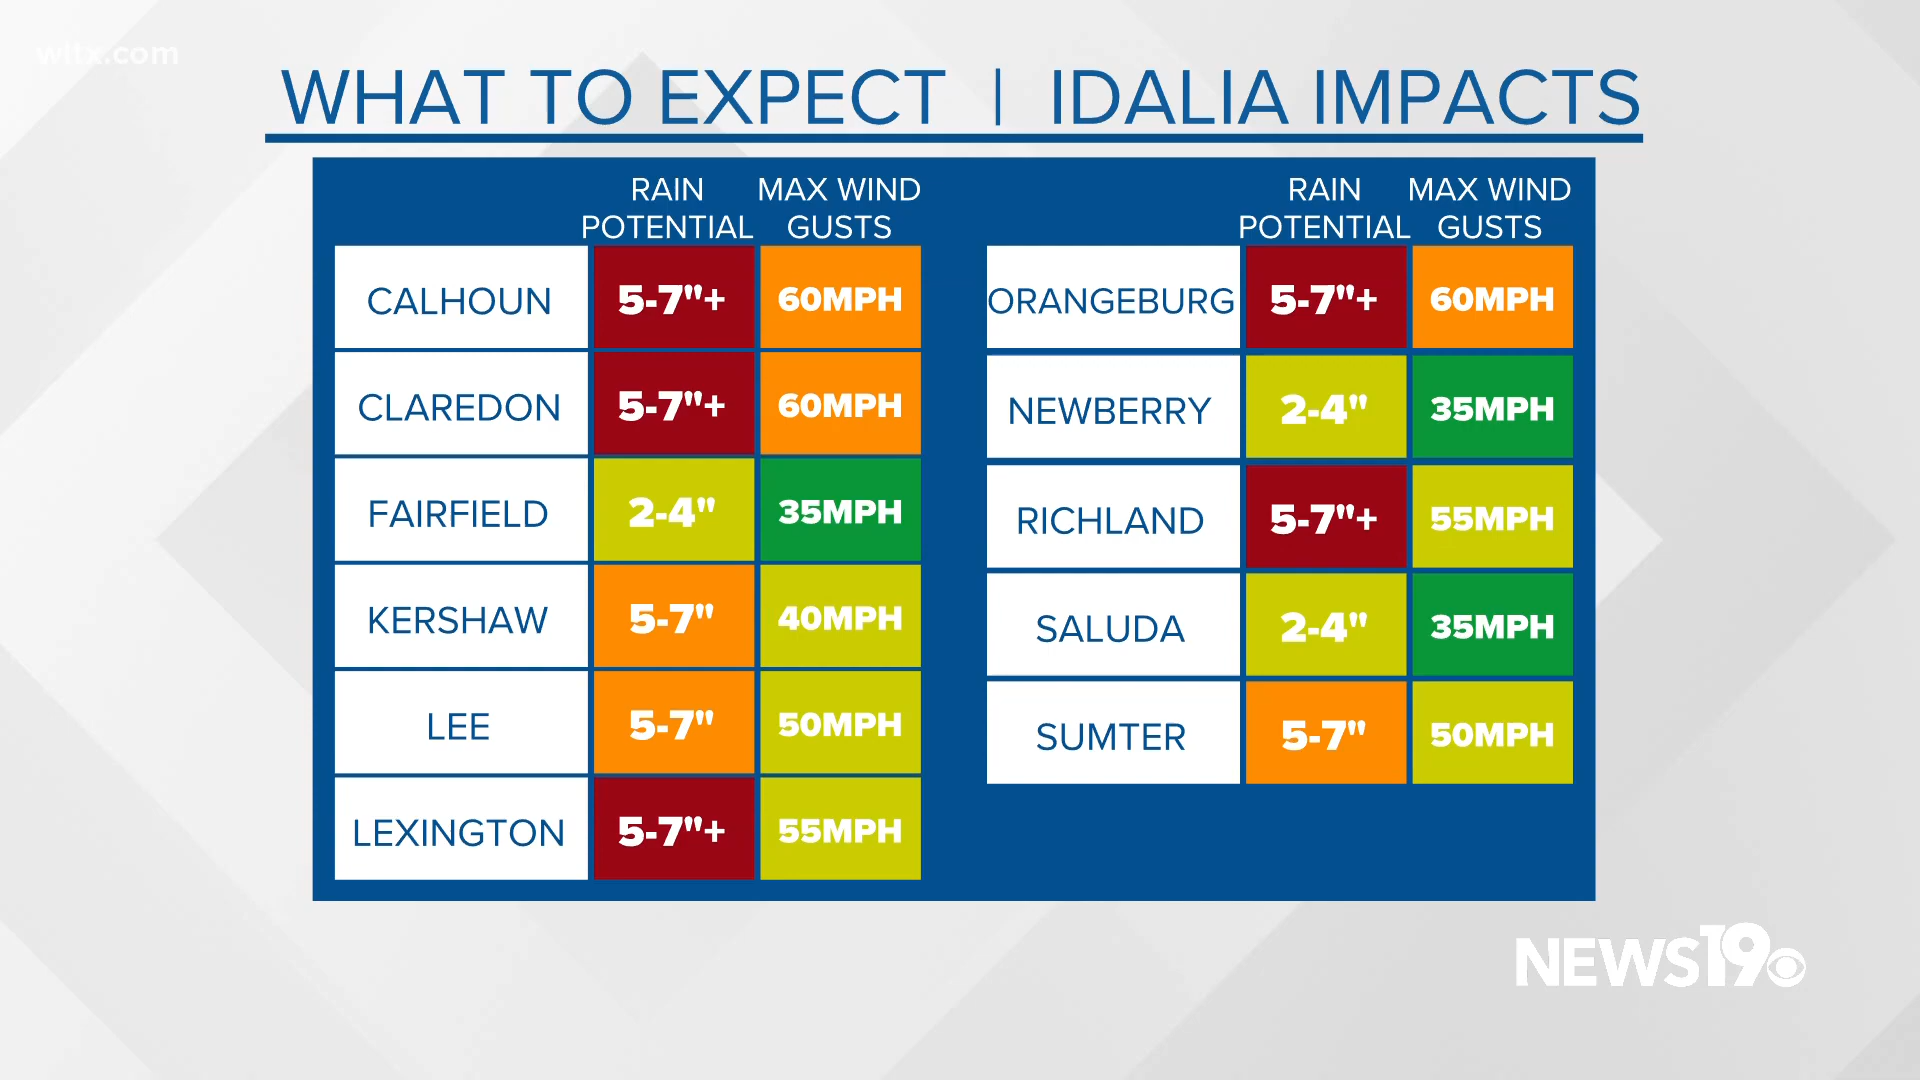 wltx.com
WHAT TO EXPECT | IDALIA IMPACTS
RAIN POTENTIAL MAX WIND GUSTS
CALHOUN 5-7"+ 60MPH
CLAREDON 5-7"+ 60MPH
FAIRFIELD 2-4" 35MPH
KERSHAW 5-7" 40MPH
LEE 5-7" 50MPH
LEXINGTON 5-7"+ 55MPH
RAIN POTENTIAL MAX WIND GUSTS
ORANGEBURG 5-7"+ 60MPH
NEWBERRY 2-4" 35MPH
RICHLAND 5-7"+ 55MPH
SALUDA 2-4" 35MPH
SUMTER 5-7" 50MPH
NEWS19